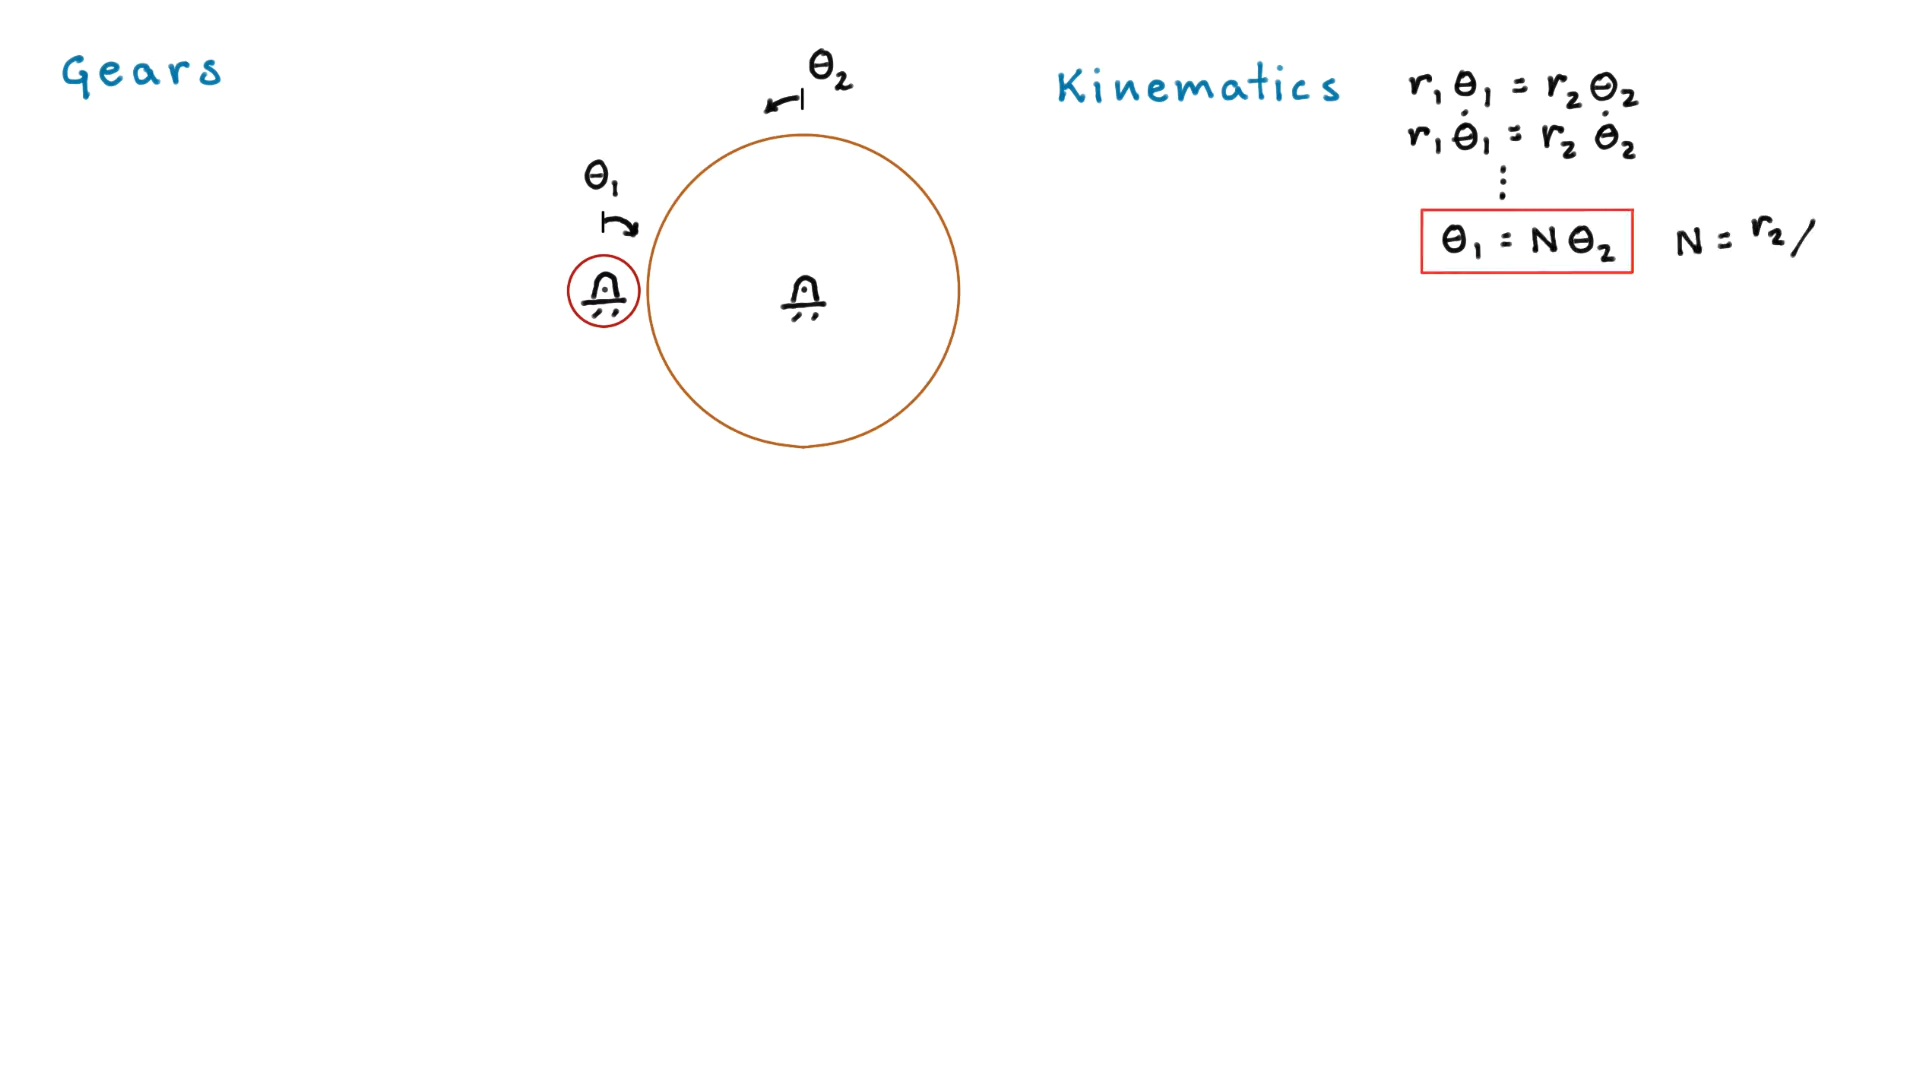 Gears
θ₂
θ₁
Kinematics
r₁θ₁ = r₂θ₂
r₁θ̇₁ = r₂θ̇₂
⋮
θ₁ = Nθ₂
N = r₂/